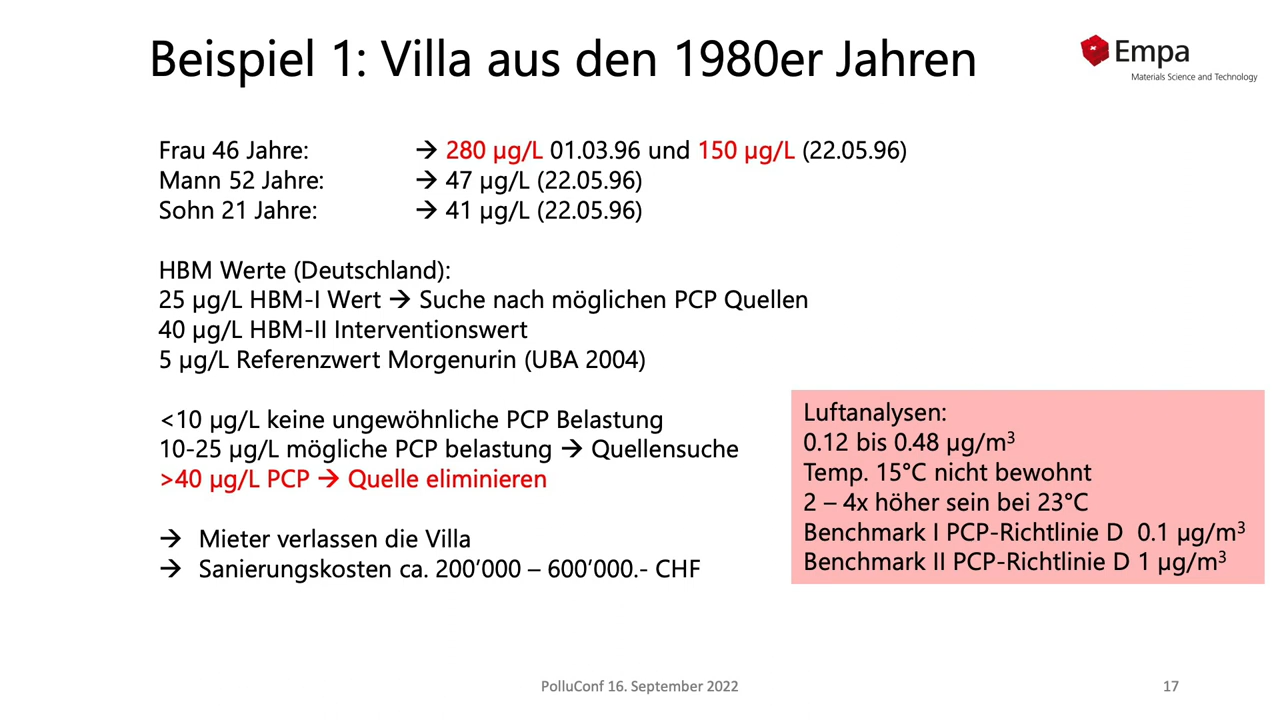 Beispiel 1: Villa aus den 1980er Jahren
Empa
Materials Science and Technology
Frau 46 Jahre: → 280 µg/L 01.03.96 und 150 µg/L (22.05.96)
Mann 52 Jahre: → 47 µg/L (22.05.96)
Sohn 21 Jahre: → 41 µg/L (22.05.96)
HBM Werte (Deutschland):
25 µg/L HBM-I Wert → Suche nach möglichen PCP Quellen
40 µg/L HBM-II Interventionswert
5 µg/L Referenzwert Morgenurin (UBA 2004)
<10 µg/L keine ungewöhnliche PCP Belastung
10-25 µg/L mögliche PCP belastung → Quellensuche
>40 µg/L PCP → Quelle eliminieren
→ Mieter verlassen die Villa
→ Sanierungskosten ca. 200’000 – 600’000.- CHF
Luftanalysen:
0.12 bis 0.48 µg/m³
Temp. 15°C nicht bewohnt
2 – 4x höher sein bei 23°C
Benchmark I PCP-Richtlinie D 0.1 µg/m³
Benchmark II PCP-Richtlinie D 1 µg/m³
PolluConf 16. September 2022
17